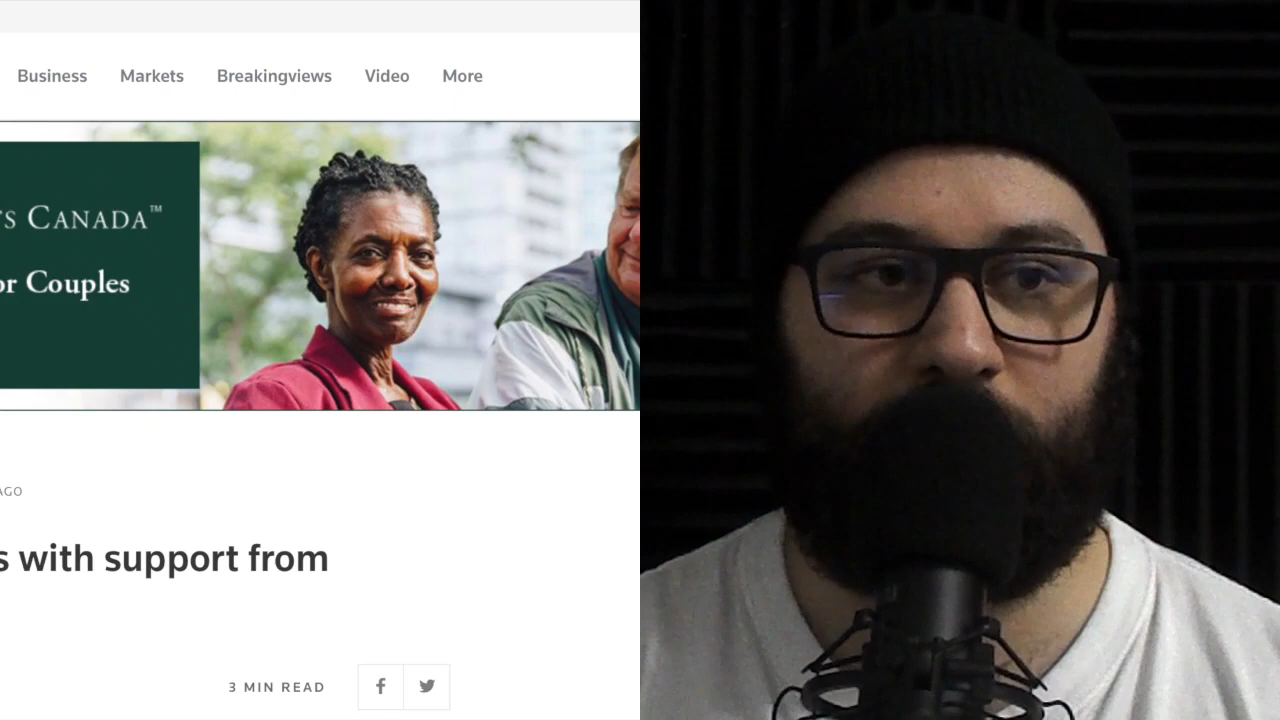 Business Markets Breakingviews Video More
S CANADA™
or Couples
AGO
s with support from
3 MIN READ